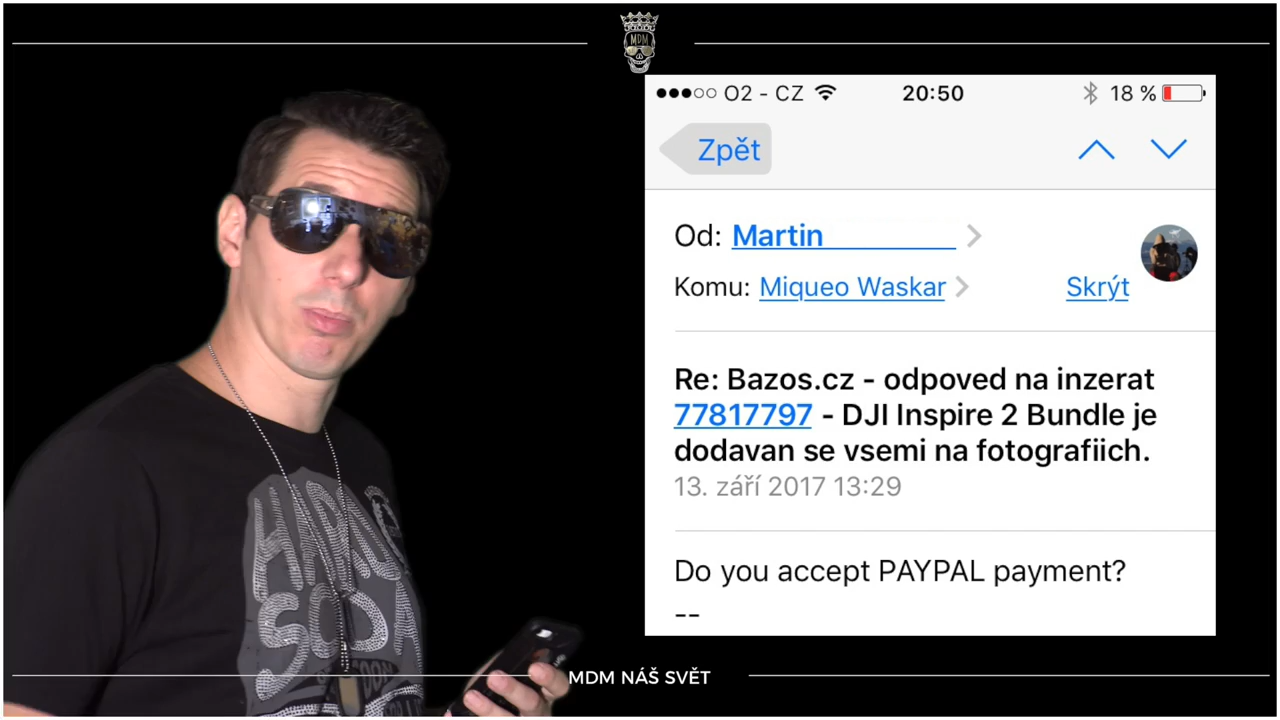 MDM
●●●○○ O2 - CZ 20:50 18 %
Zpět
Od: Martin
Komu: Miqueo Waskar Skrýt
Re: Bazos.cz - odpoved na inzerat
77817797 - DJI Inspire 2 Bundle je
dodavan se vsemi na fotografiich.
13. září 2017 13:29
Do you accept PAYPAL payment?
--
SODA
MDM NÁŠ SVĚT